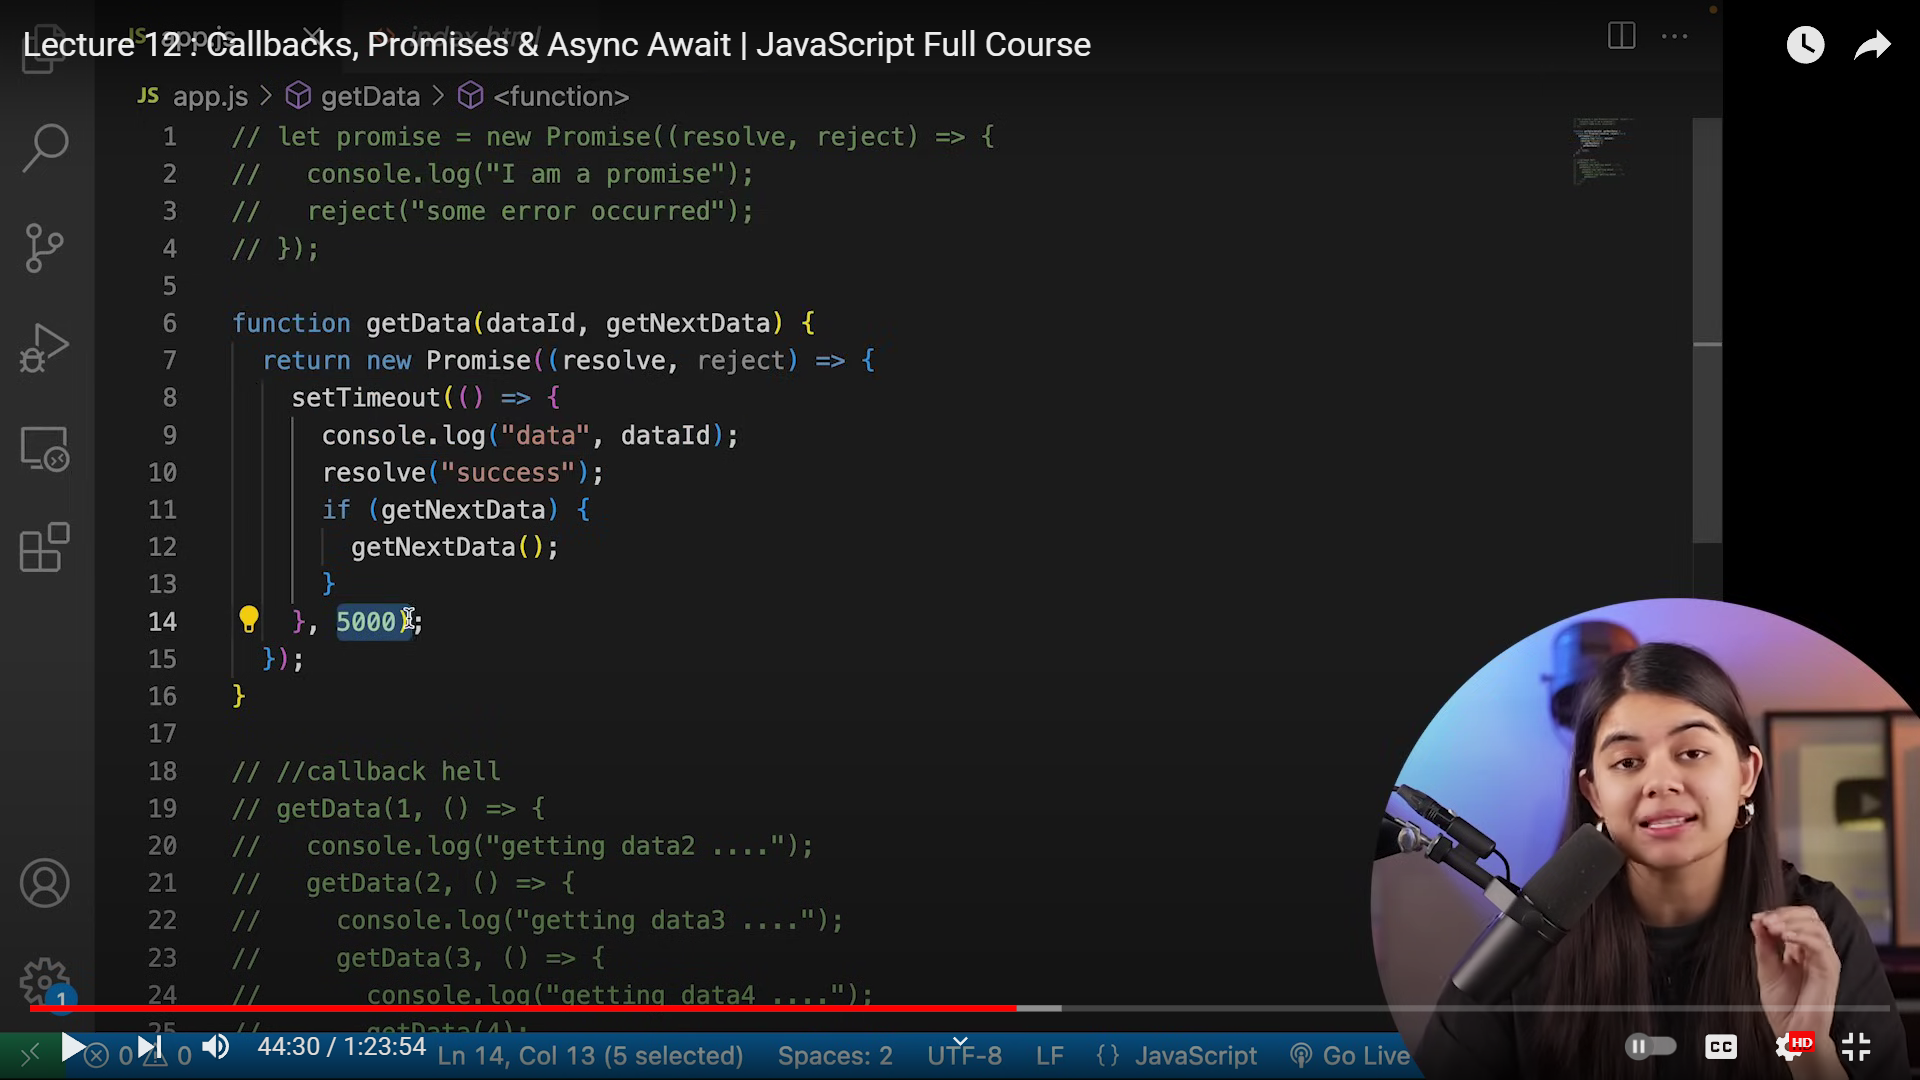 Lecture 12 : Callbacks, Promises & Async Await | JavaScript Full Course
JS app.js > getData > <function>
1 // let promise = new Promise((resolve, reject) => {
2 //   console.log("I am a promise");
3 //   reject("some error occurred");
4 // });
5
6 function getData(dataId, getNextData) {
7   return new Promise((resolve, reject) => {
8     setTimeout(() => {
9       console.log("data", dataId);
10       resolve("success");
11       if (getNextData) {
12         getNextData();
13       }
14     }, 5000);
15   });
16 }
17
18 // //callback hell
19 // getData(1, () => {
20 //   console.log("getting data2 ....");
21 //   getData(2, () => {
22 //     console.log("getting data3 ....");
23 //     getData(3, () => {
24 //       console.log("getting data4 ....");
25 //       getData(4);
1
0 0 44:30 / 1:23:54 Ln 14, Col 13 (5 selected) Spaces: 2 UTF-8 LF {} JavaScript Go Live CC HD